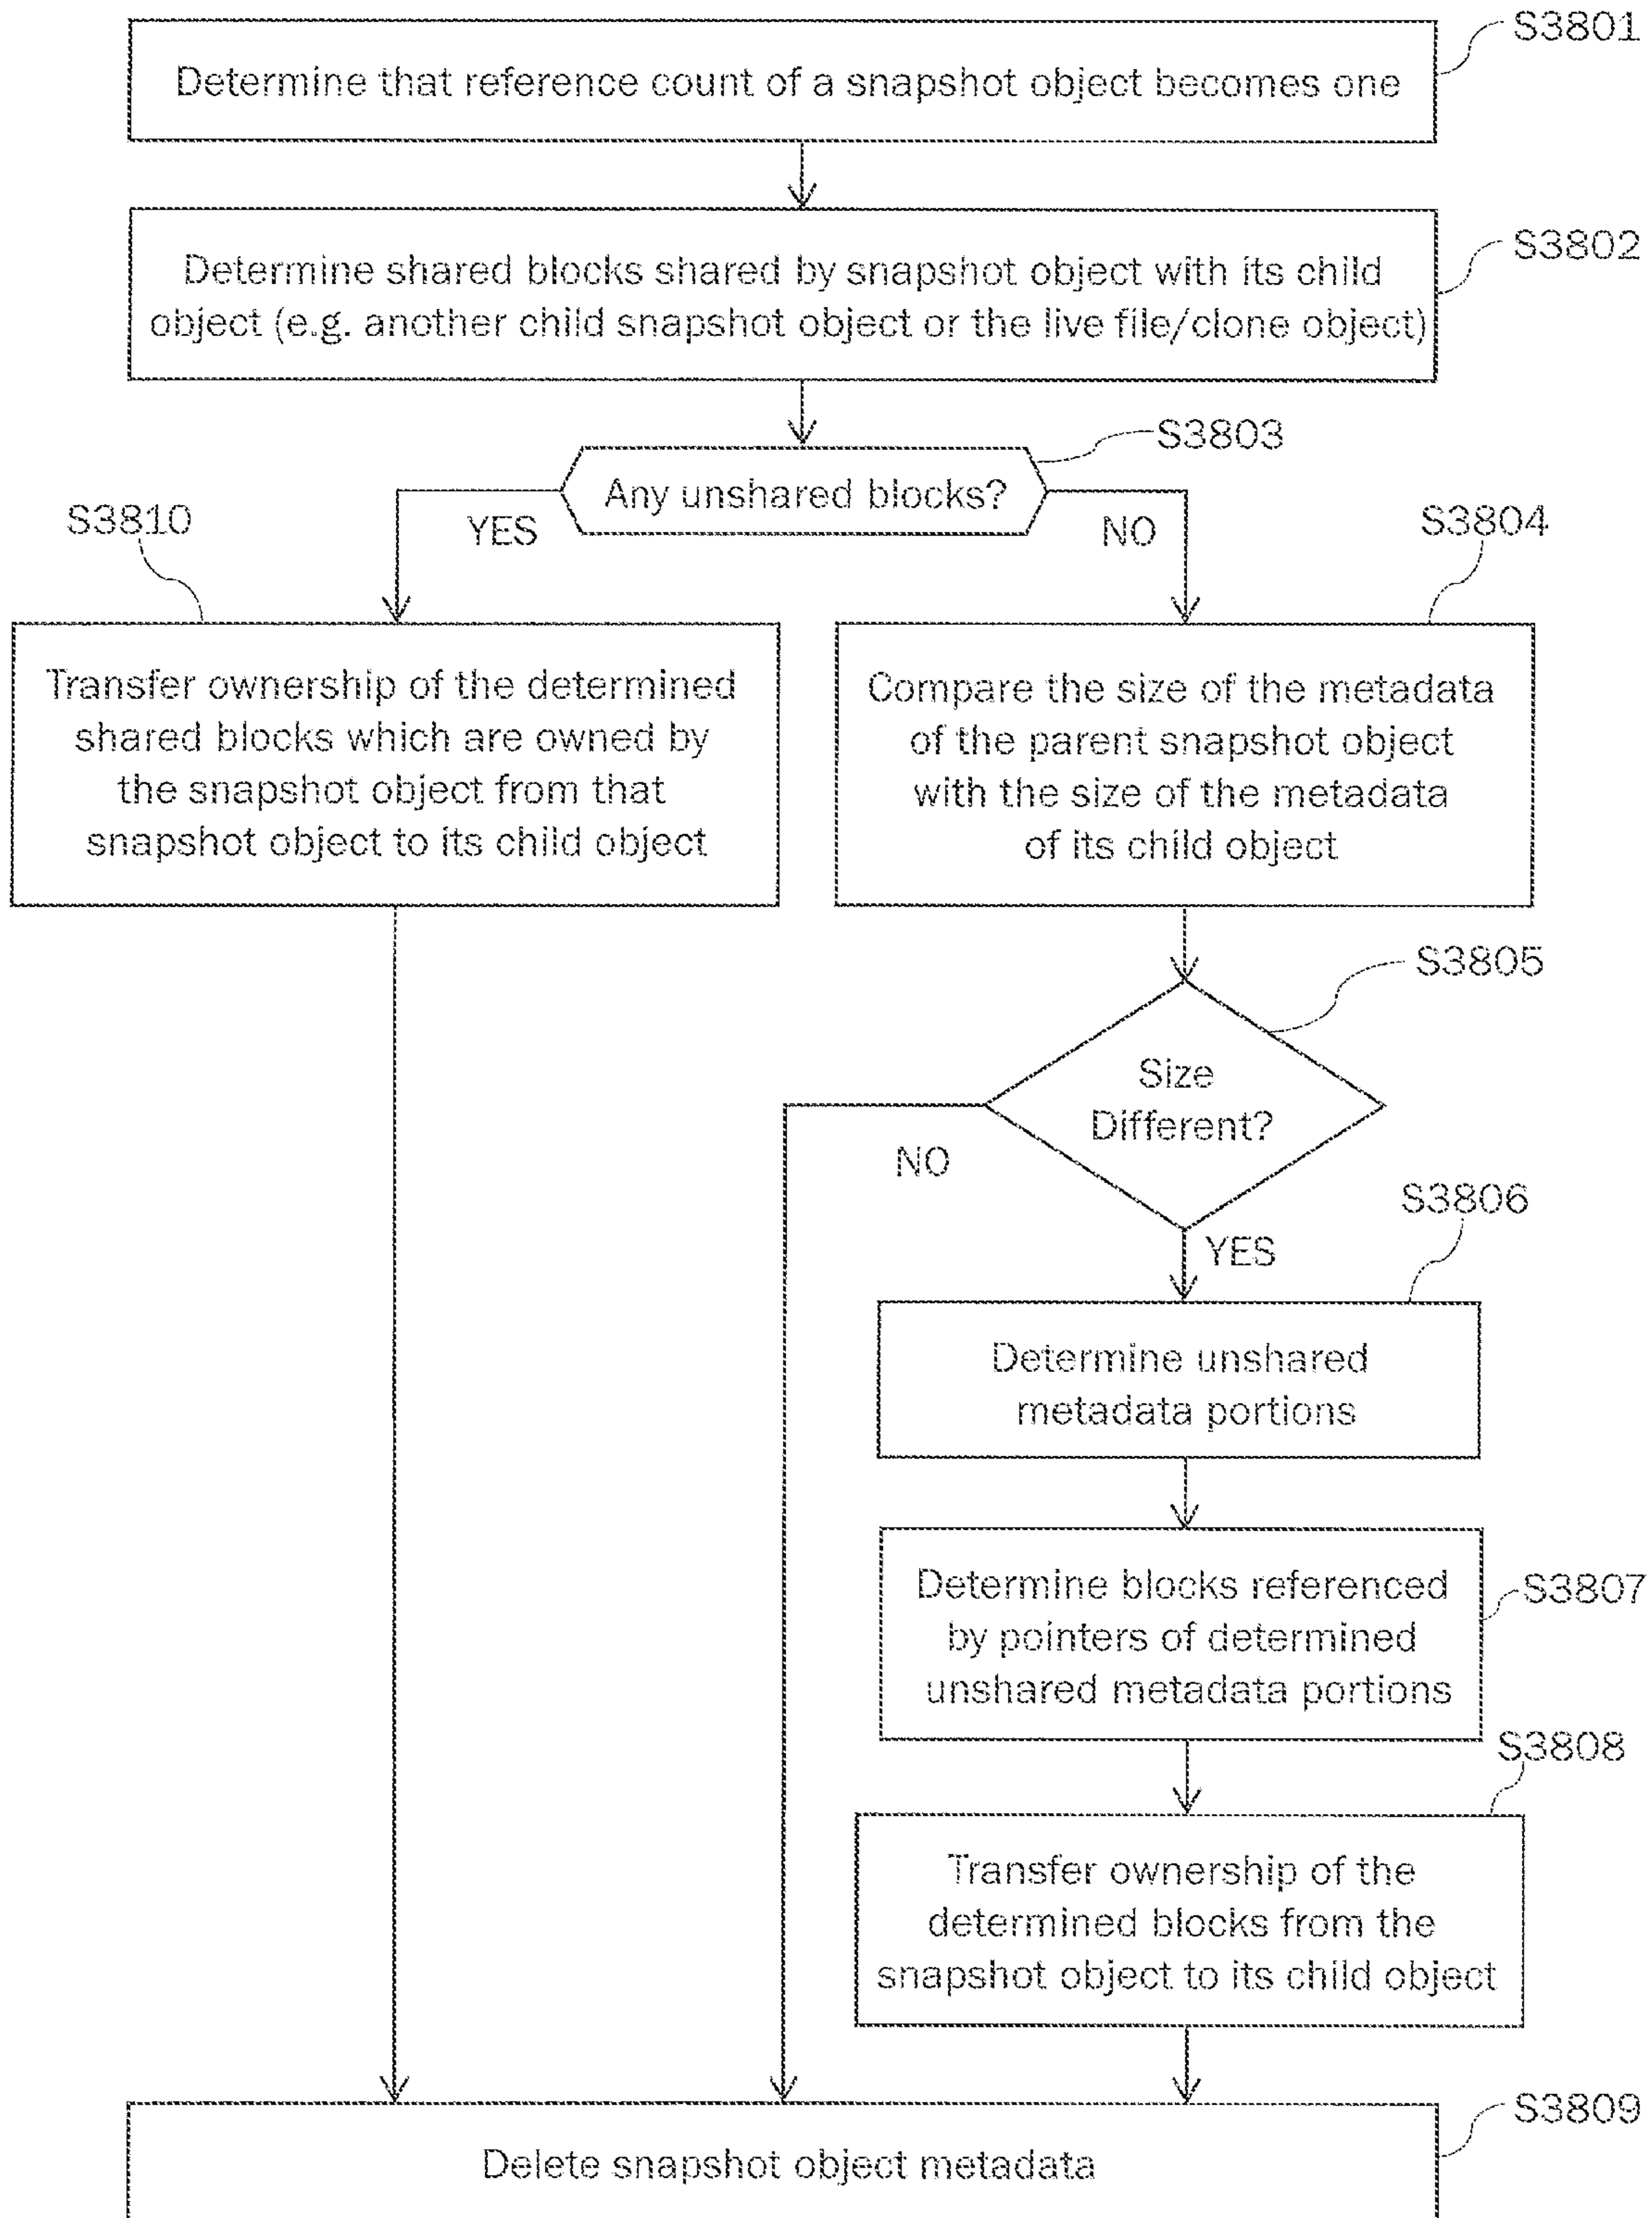 S3801
Determine that reference count of a snapshot object becomes one
S3802
Determine shared blocks shared by snapshot object with its child
object (e.g. another child snapshot object or the live file/clone object)
S3803
Any unshared blocks?
YES
NO
S3810
S3804
Transfer ownership of the determined
shared blocks which are owned by
the snapshot object from that
snapshot object to its child object
Compare the size of the metadata
of the parent snapshot object
with the size of the metadata
of its child object
S3805
Size
Different?
NO
YES
S3806
Determine unshared
metadata portions
S3807
Determine blocks referenced
by pointers of determined
unshared metadata portions
S3808
Transfer ownership of the
determined blocks from the
snapshot object to its child object
S3809
Delete snapshot object metadata